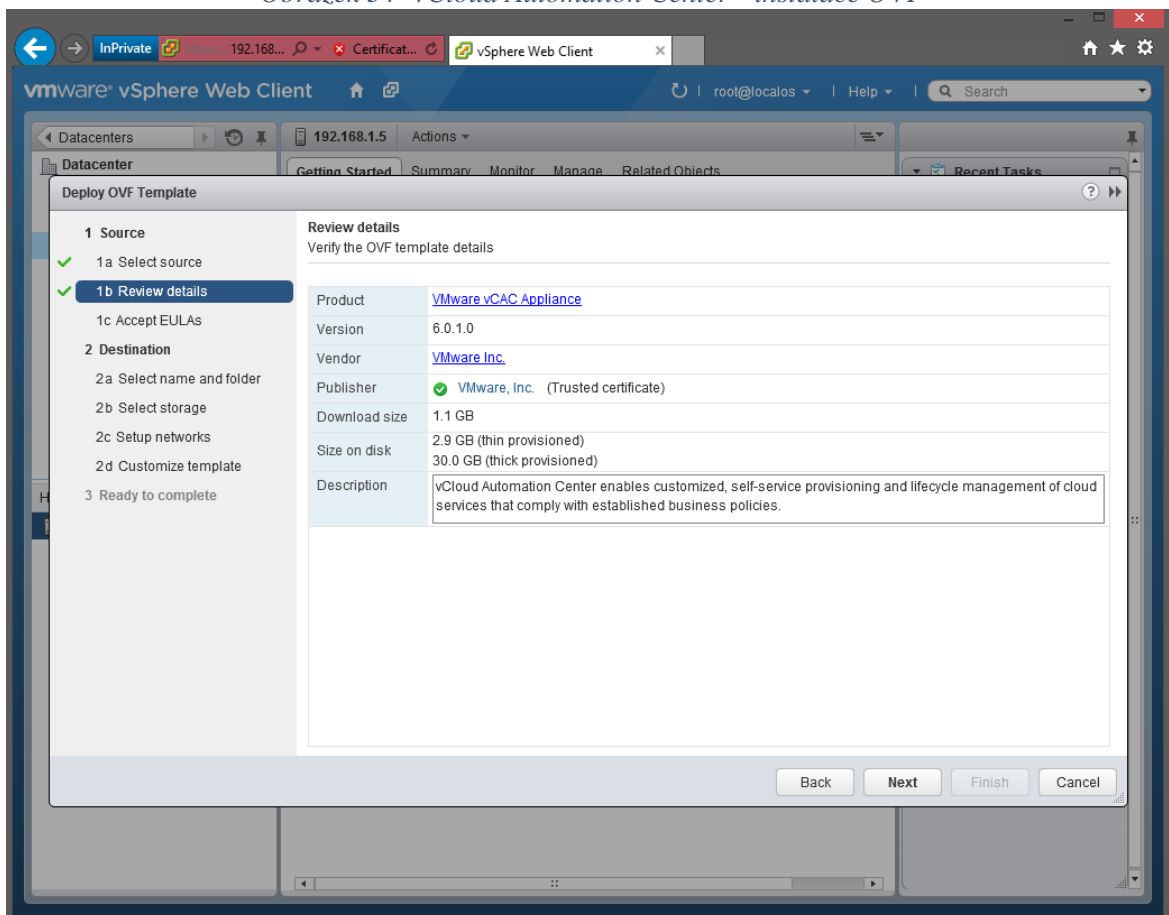 InPrivate 192.168... Certificat... vSphere Web Client
vmware vSphere Web Client root@localos Help Search
Datacenters 192.168.1.5 Actions
Datacenter Getting Started Summary Monitor Manage Related Objects Recent Tasks
Deploy OVF Template
1 Source
1a Select source
1b Review details
1c Accept EULAs
2 Destination
2a Select name and folder
2b Select storage
2c Setup networks
2d Customize template
3 Ready to complete
Review details
Verify the OVF template details
Product VMware vCAC Appliance
Version 6.0.1.0
Vendor VMware Inc.
Publisher VMware, Inc. (Trusted certificate)
Download size 1.1 GB
Size on disk 2.9 GB (thin provisioned)
30.0 GB (thick provisioned)
Description vCloud Automation Center enables customized, self-service provisioning and lifecycle management of cloud
services that comply with established business policies.
Back Next Finish Cancel